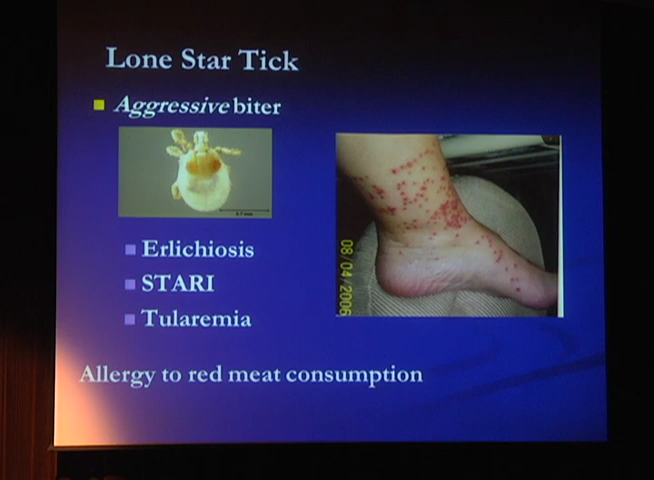 Lone Star Tick
Aggressive biter
Erlichiosis
STARI
Tularemia
08/04/2006
Allergy to red meat consumption